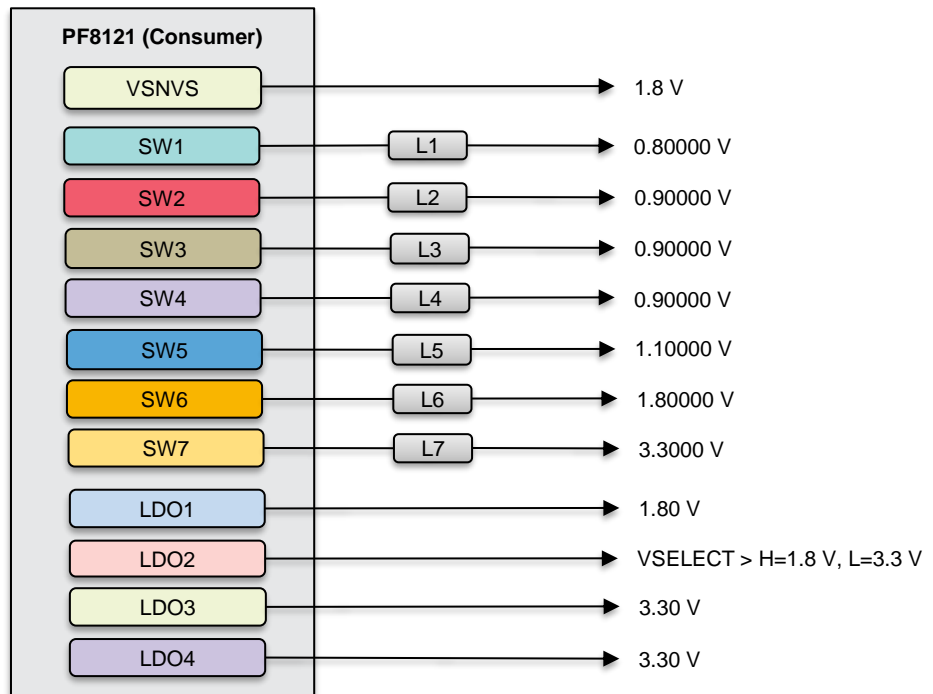 PF8121 (Consumer)
VSNVS 1.8 V
SW1 L1 0.80000 V
SW2 L2 0.90000 V
SW3 L3 0.90000 V
SW4 L4 0.90000 V
SW5 L5 1.10000 V
SW6 L6 1.80000 V
SW7 L7 3.3000 V
LDO1 1.80 V
LDO2 VSELECT > H=1.8 V, L=3.3 V
LDO3 3.30 V
LDO4 3.30 V